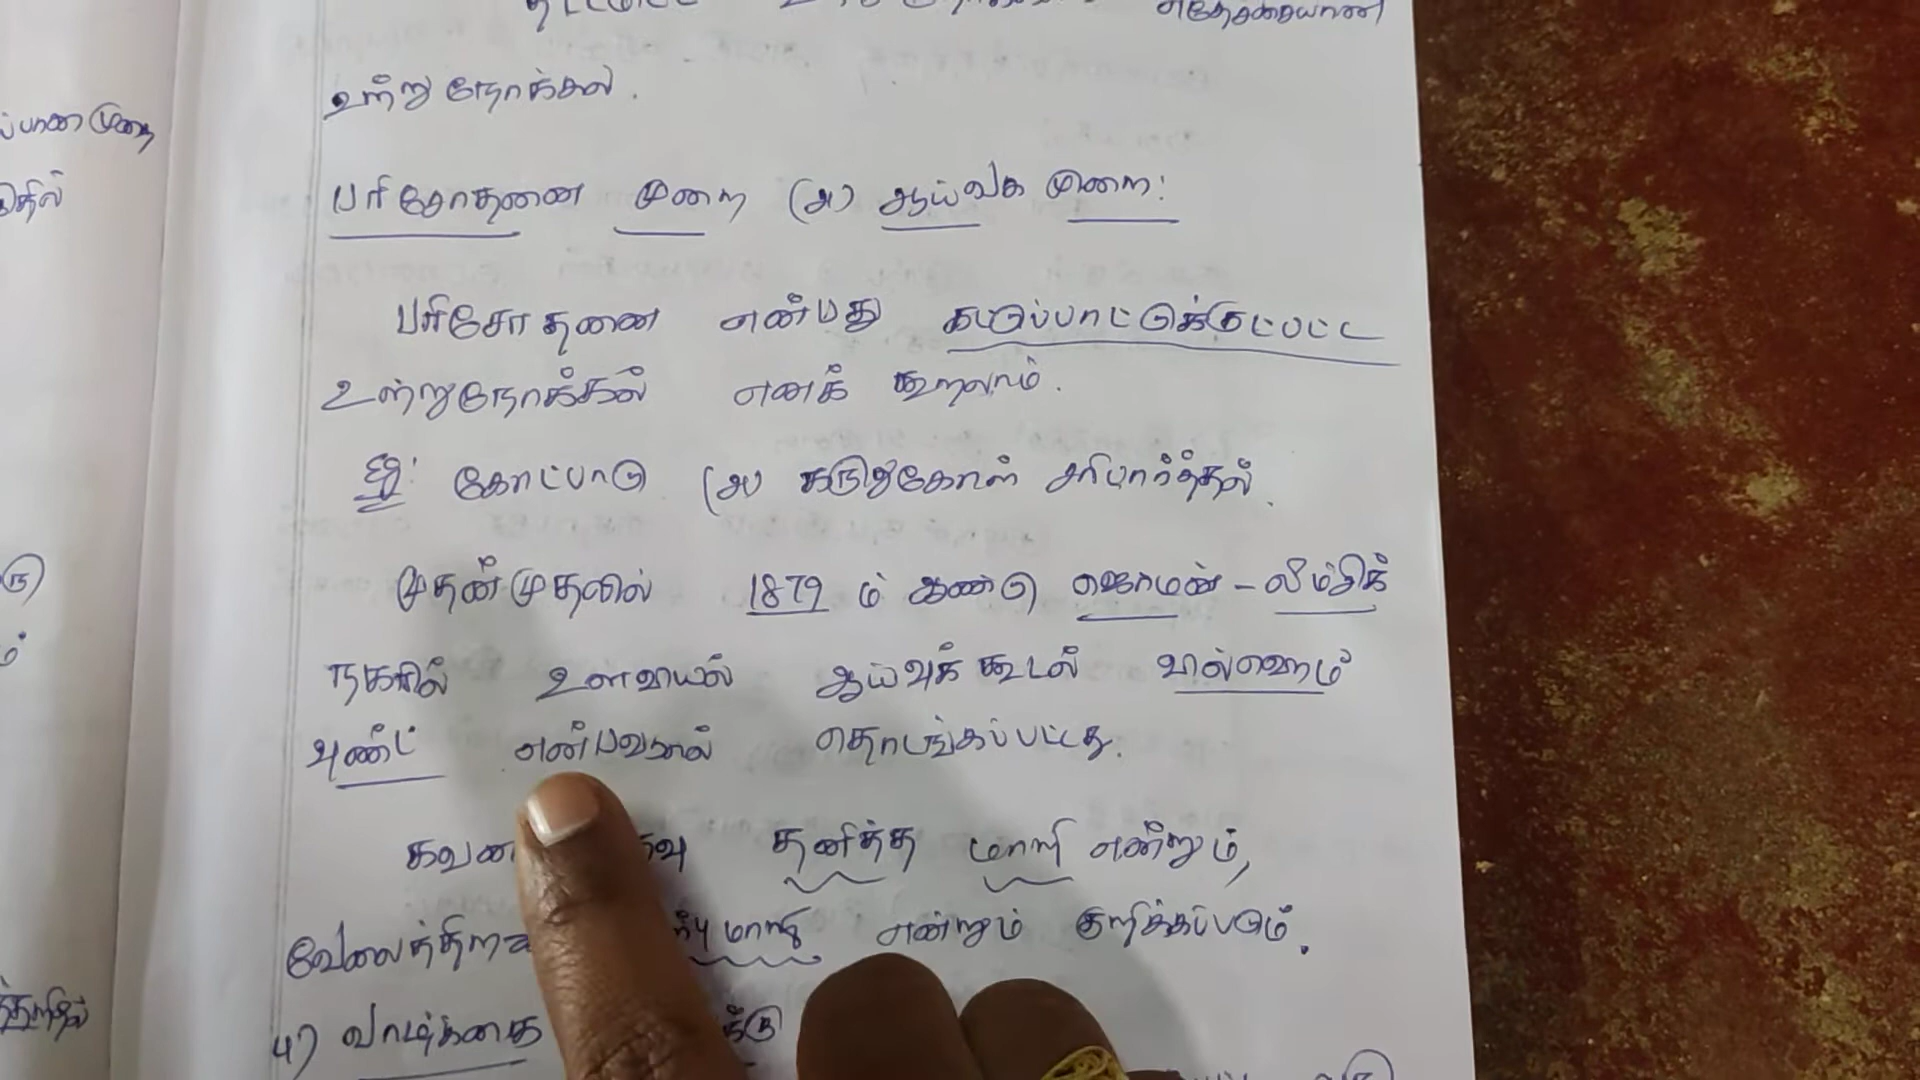 உற்று நோக்கல்.
பரிசோதனை முறை (அ) ஆய்வக முறை:
பரிசோதனை என்பது கட்டுப்பாட்டுக்குட்பட்ட
உற்றுநோக்கல் எனக் கூறலாம்.
கோட்பாடு (அ) கருதுகோள் சரிபார்த்தல்.
முதன்முதலில் 1879 ம் ஆண்டு ஜெர்மன் - லீப்சிக்
நகரில் உளவியல் ஆய்வுக் கூடல் வில்ஹெம்
வுண்ட் என்பவரால் தொடங்கப்பட்டது.
தனித்த மாறி என்றும்,
மாறி என்றும் குறிக்கப்படும்.
4) வாழ்க்கை